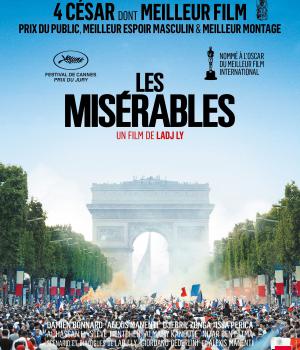 4 CÉSAR DONT MEILLEUR FILM
PRIX DU PUBLIC, MEILLEUR ESPOIR MASCULIN & MEILLEUR MONTAGE
FESTIVAL DE CANNES
PRIX DU JURY
NOMMÉ À L'OSCAR
DU MEILLEUR FILM
INTERNATIONAL
LES
MISÉRABLES
UN FILM DE LADJ LY
DAMIEN BONNARD ALEXIS MANENTI DJEBRIL ZONGA ISSA PERICA